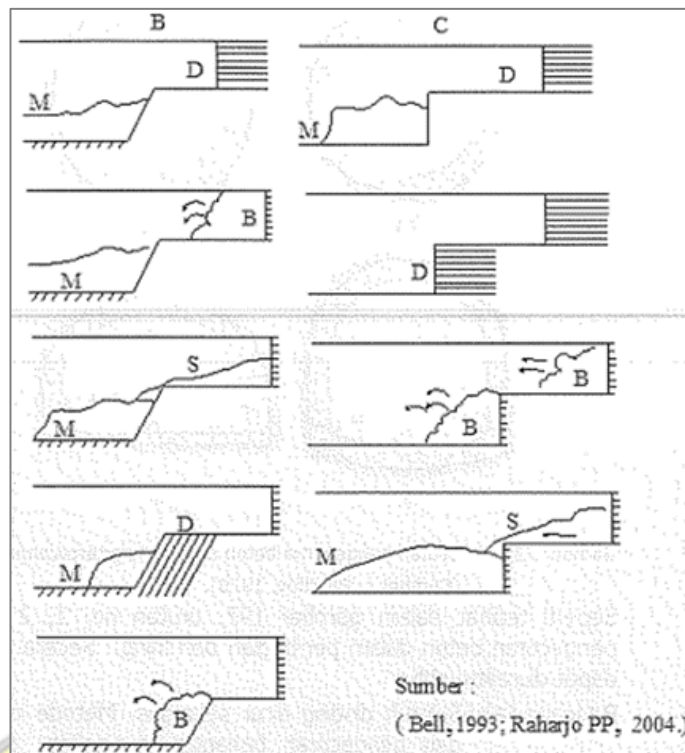 B C
D D
M M
B
M D
S
B
M B
D S
M M
B
Sumber :
( Bell, 1993; Raharjo PP, 2004.)